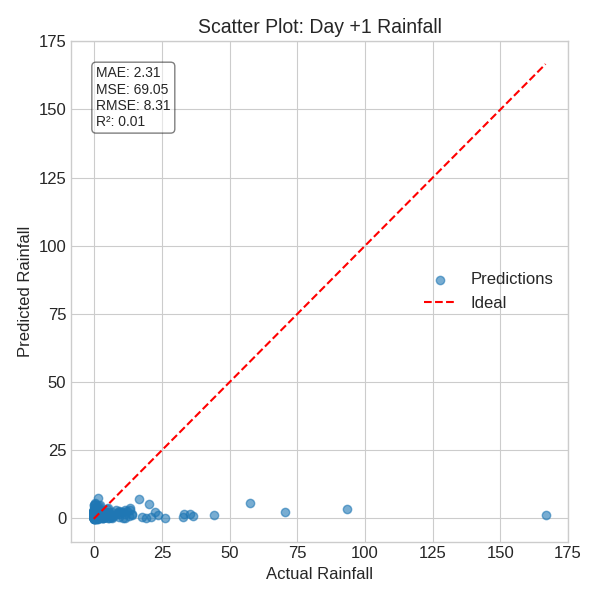 Scatter Plot: Day +1 Rainfall
175
MAE: 2.31
MSE: 69.05
RMSE: 8.31
R²: 0.01
150
125
100
75
50
25
0
Predicted Rainfall
Predictions
Ideal
0 25 50 75 100 125 150 175
Actual Rainfall